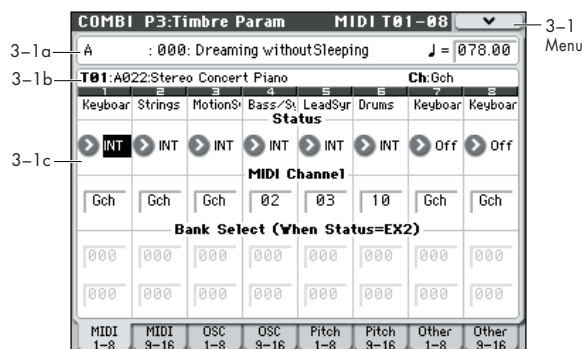 COMBI P3:Timbre Param MIDI T01-08
3-1
Menu
3-1a
A :000: Dreaming withoutSleeping ♩= 078.00
3-1b
T01:A022:Stereo Concert Piano Ch:Gch
1 2 3 4 5 6 7 8
Keyboar Strings MotionS Bass/Sy LeadSyr Drums Keyboar Keyboar
Status
3-1c
INT INT INT INT INT INT Off Off
MIDI Channel
Gch Gch Gch 02 03 10 Gch Gch
Bank Select (When Status=EX2)
000 000 000 000 000 000 000 000
000 000 000 000 000 000 000 000
MIDI MIDI OSC OSC Pitch Pitch Other Other
1-8 9-16 1-8 9-16 1-8 9-16 1-8 9-16